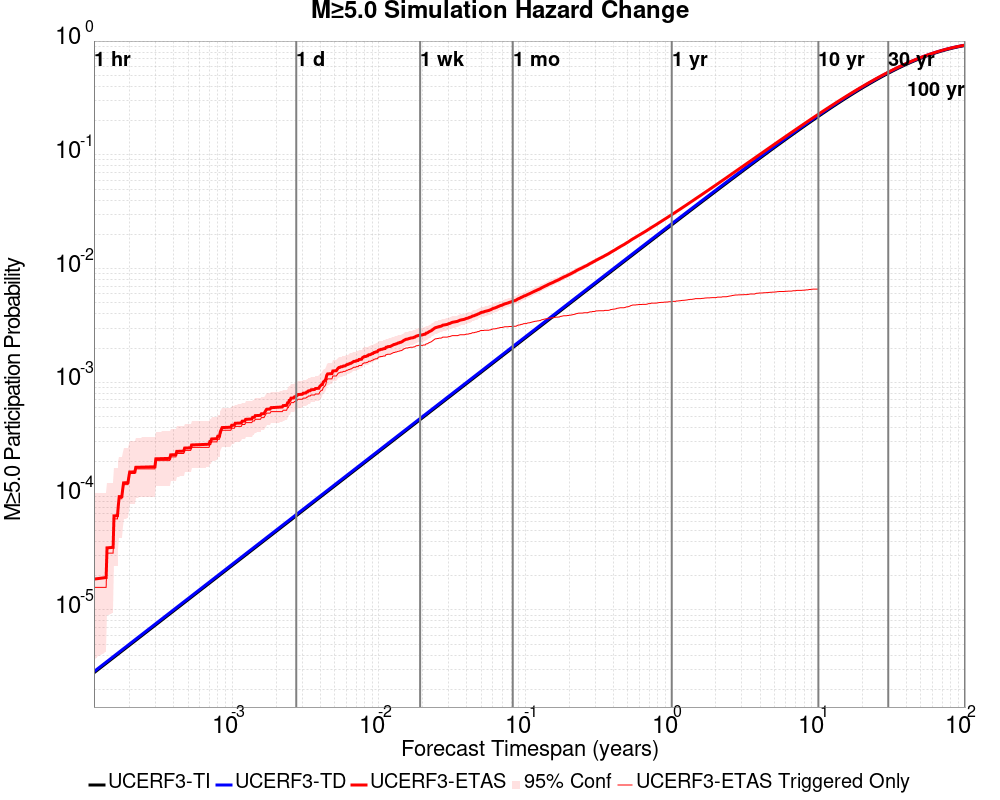 M≥5.0 Simulation Hazard Change
10^0
1 hr
1 d
1 wk
1 mo
1 yr
10 yr
30 yr
100 yr
10^-1
10^-2
10^-3
10^-4
10^-5
M≥5.0 Participation Probability
10^-3
10^-2
10^-1
10^0
10^1
10^2
Forecast Timespan (years)
UCERF3-TI UCERF3-TD UCERF3-ETAS 95% Conf UCERF3-ETAS Triggered Only